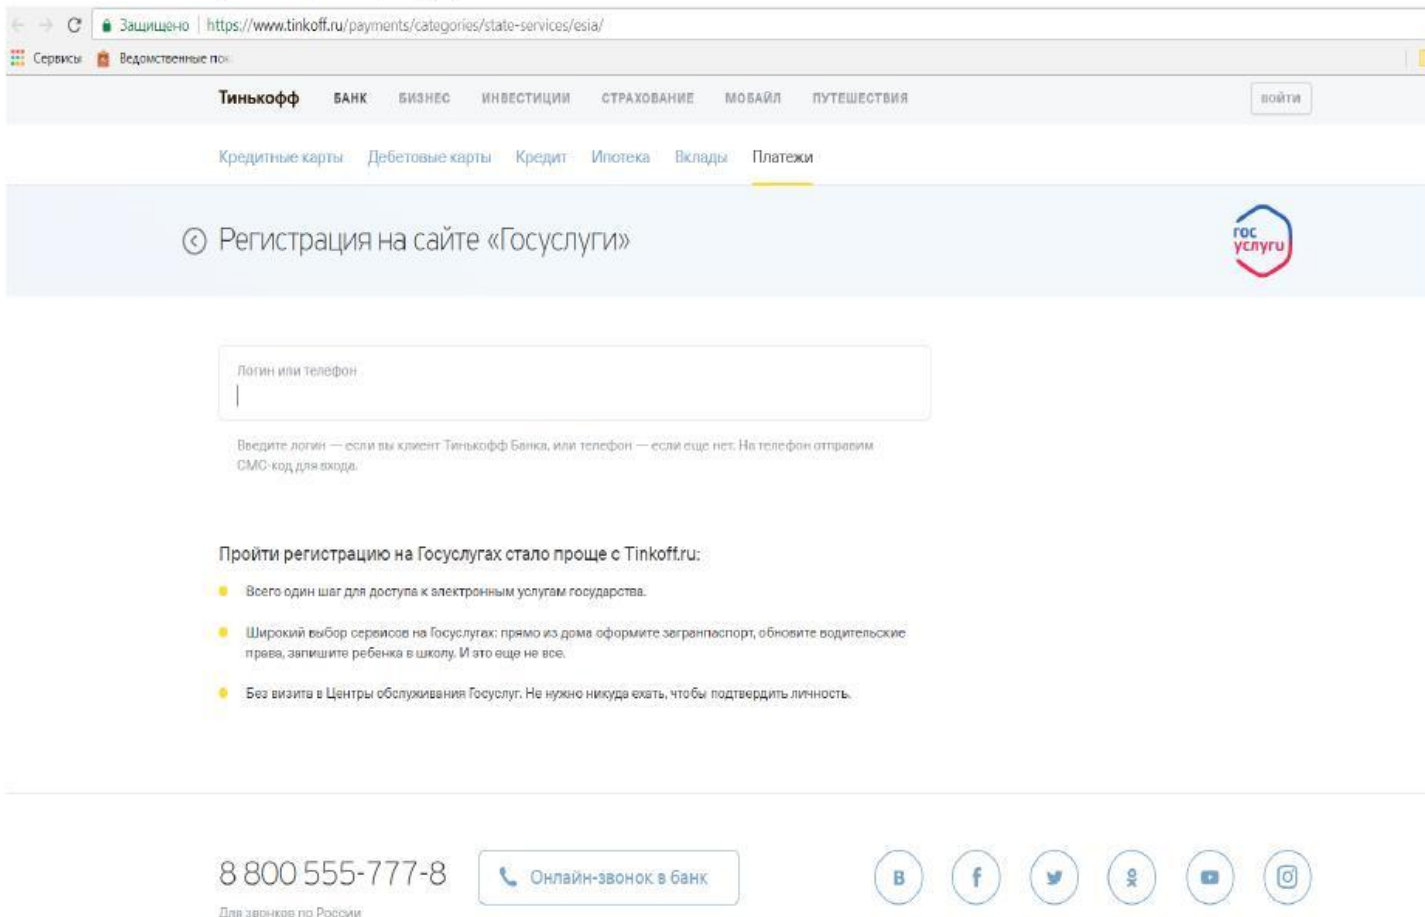 Защищено | https://www.tinkoff.ru/payments/categories/state-services/esia/
Сервисы Ведомственные пок
Тинькофф БАНК БИЗНЕС ИНВЕСТИЦИИ СТРАХОВАНИЕ МОБАЙЛ ПУТЕШЕСТВИЯ ВОЙТИ
Кредитные карты Дебетовые карты Кредит Ипотека Вклады Платежи
Регистрация на сайте «Госуслуги»
гос
услуги
Логин или телефон
Введите логин — если вы клиент Тинькофф Банка, или телефон — если еще нет. На телефон отправим
СМС-код для входа.
Пройти регистрацию на Госуслугах стало проще с Tinkoff.ru:
Всего один шаг для доступа к электронным услугам государства.
Широкий выбор сервисов на Госуслугах: прямо из дома оформите загранпаспорт, обновите водительские
права, запишите ребенка в школу. И это еще не все.
Без визита в Центры обслуживания Госуслуг. Не нужно никуда ехать, чтобы подтвердить личность.
8 800 555-777-8 Онлайн-звонок в банк
Для звонков по России